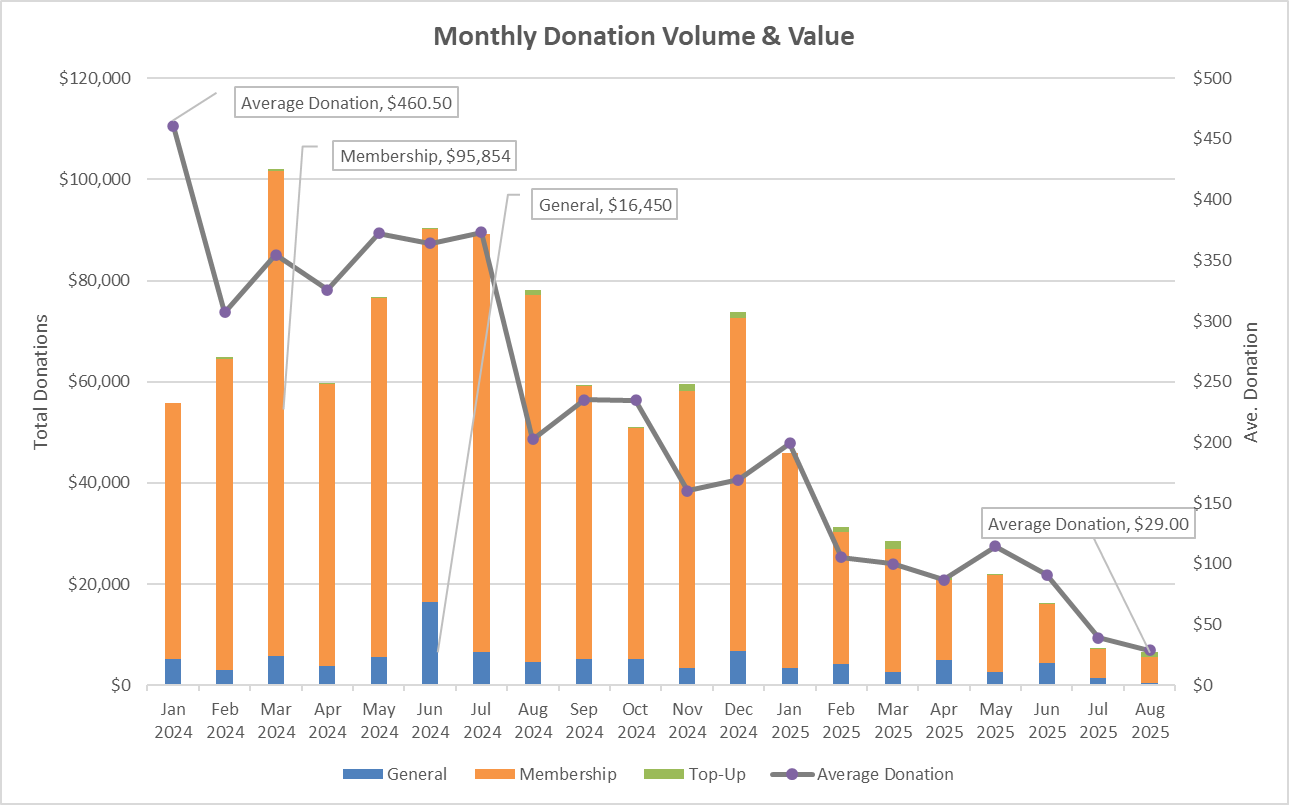 Monthly Donation Volume & Value
$120,000
$100,000
$80,000
$60,000
$40,000
$20,000
$0
Total Donations
$500
$450
$400
$350
$300
$250
$200
$150
$100
$50
$0
Ave. Donation
Average Donation, $460.50
Membership, $95,854
General, $16,450
Average Donation, $29.00
Jan
2024
Feb
2024
Mar
2024
Apr
2024
May
2024
Jun
2024
Jul
2024
Aug
2024
Sep
2024
Oct
2024
Nov
2024
Dec
2024
Jan
2025
Feb
2025
Mar
2025
Apr
2025
May
2025
Jun
2025
Jul
2025
Aug
2025
General
Membership
Top-Up
Average Donation